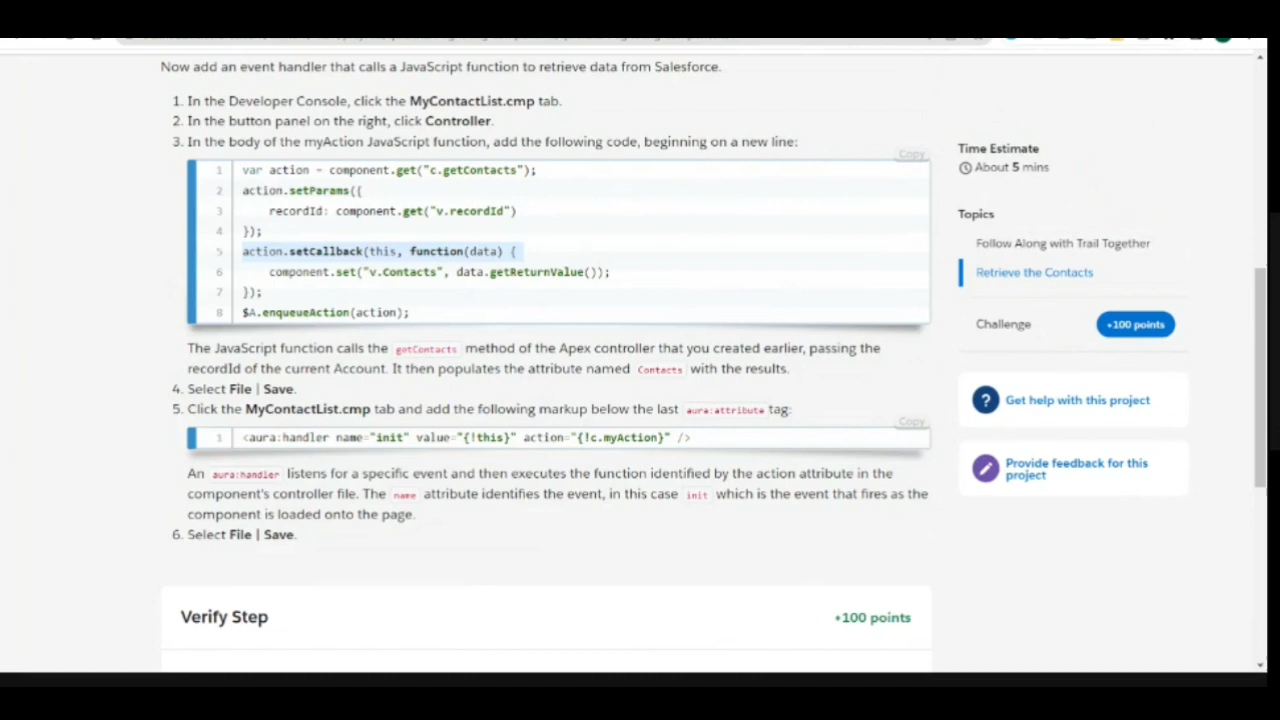 Now add an event handler that calls a JavaScript function to retrieve data from Salesforce.
1. In the Developer Console, click the MyContactList.cmp tab.
2. In the button panel on the right, click Controller.
3. In the body of the myAction JavaScript function, add the following code, beginning on a new line:
Copy
1 var action = component.get("c.getContacts");
2 action.setParams({
3 recordId: component.get("v.recordId")
4 });
5 action.setCallback(this, function(data) {
6 component.set("v.Contacts", data.getReturnValue());
7 });
8 $A.enqueueAction(action);
The JavaScript function calls the getContacts method of the Apex controller that you created earlier, passing the
recordId of the current Account. It then populates the attribute named Contacts with the results.
4. Select File | Save.
5. Click the MyContactList.cmp tab and add the following markup below the last aura:attribute tag:
Copy
1 <aura:handler name="init" value="{!this}" action="{!c.myAction}" />
An aura:handler listens for a specific event and then executes the function identified by the action attribute in the
component's controller file. The name attribute identifies the event, in this case init which is the event that fires as the
component is loaded onto the page.
6. Select File | Save.
Verify Step
+100 points
Time Estimate
About 5 mins
Topics
Follow Along with Trail Together
Retrieve the Contacts
Challenge
+100 points
? Get help with this project
Provide feedback for this
project